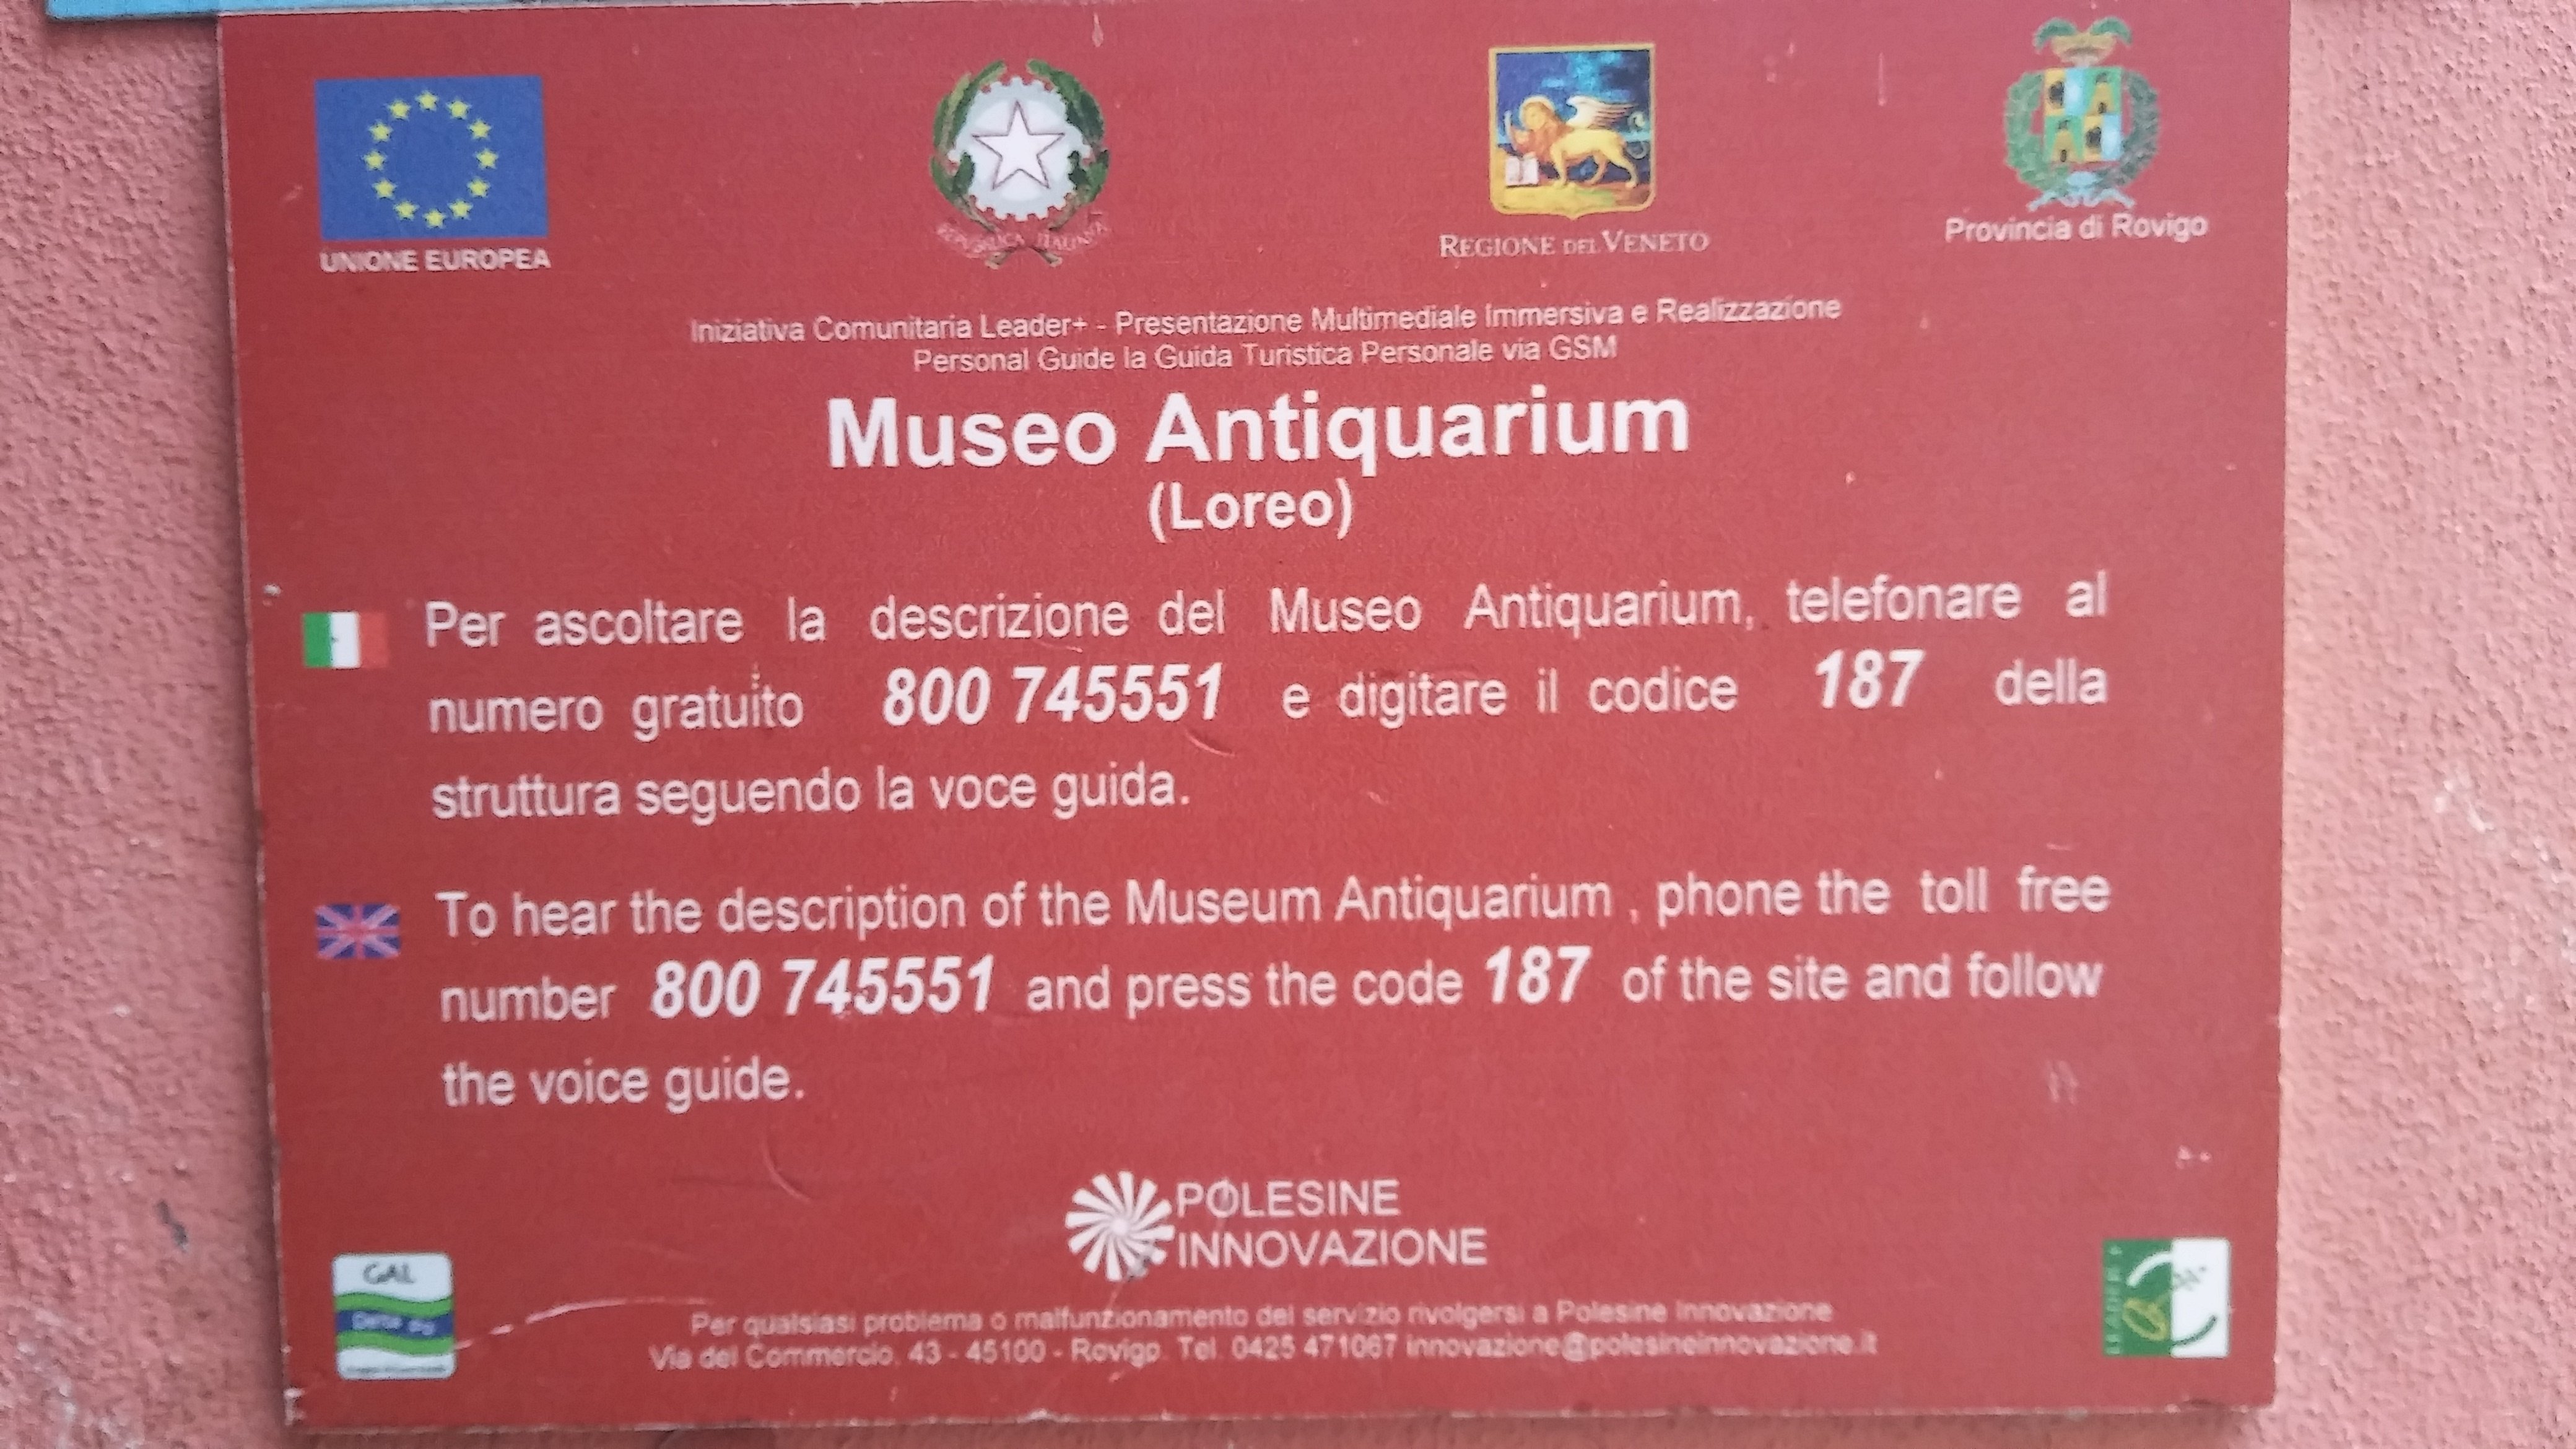 UNIONE EUROPEA
REPUBBLICA ITALIANA
REGIONE DEL VENETO
Provincia di Rovigo
Iniziativa Comunitaria Leader+ - Presentazione Multimediale Immersiva e Realizzazione
Personal Guide la Guida Turistica Personale via GSM
Museo Antiquarium
(Loreo)
Per ascoltare la descrizione del Museo Antiquarium, telefonare al
numero gratuito 800 745551 e digitare il codice 187 della
struttura seguendo la voce guida.
To hear the description of the Museum Antiquarium , phone the toll free
number 800 745551 and press the code 187 of the site and follow
the voice guide.
POLESINE
INNOVAZIONE
GAL
Delta Po
Per qualsiasi problema o malfunzionamento del servizio rivolgersi a Polesine Innovazione
Via del Commercio, 43 - 45100 - Rovigo Tel. 0425 471067 innovazione@polesineinnovazione.it